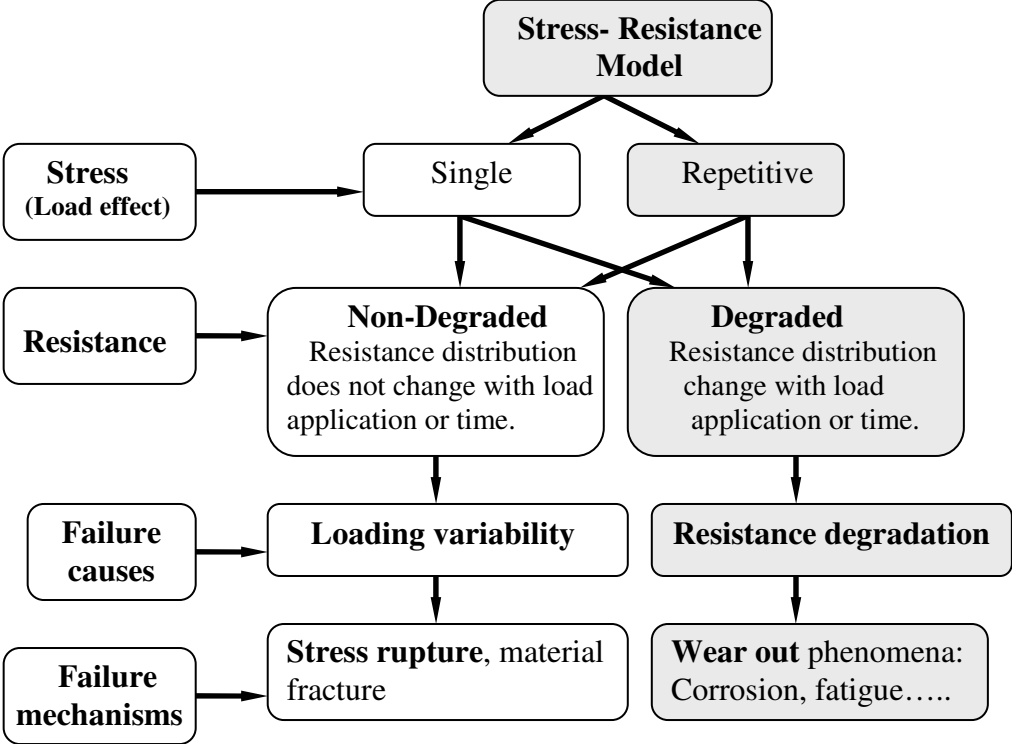 Stress- Resistance
Model
Stress
(Load effect)
Single
Repetitive
Resistance
Non-Degraded
Resistance distribution
does not change with load
application or time.
Degraded
Resistance distribution
change with load
application or time.
Failure
causes
Loading variability
Resistance degradation
Failure
mechanisms
Stress rupture, material
fracture
Wear out phenomena:
Corrosion, fatigue…..